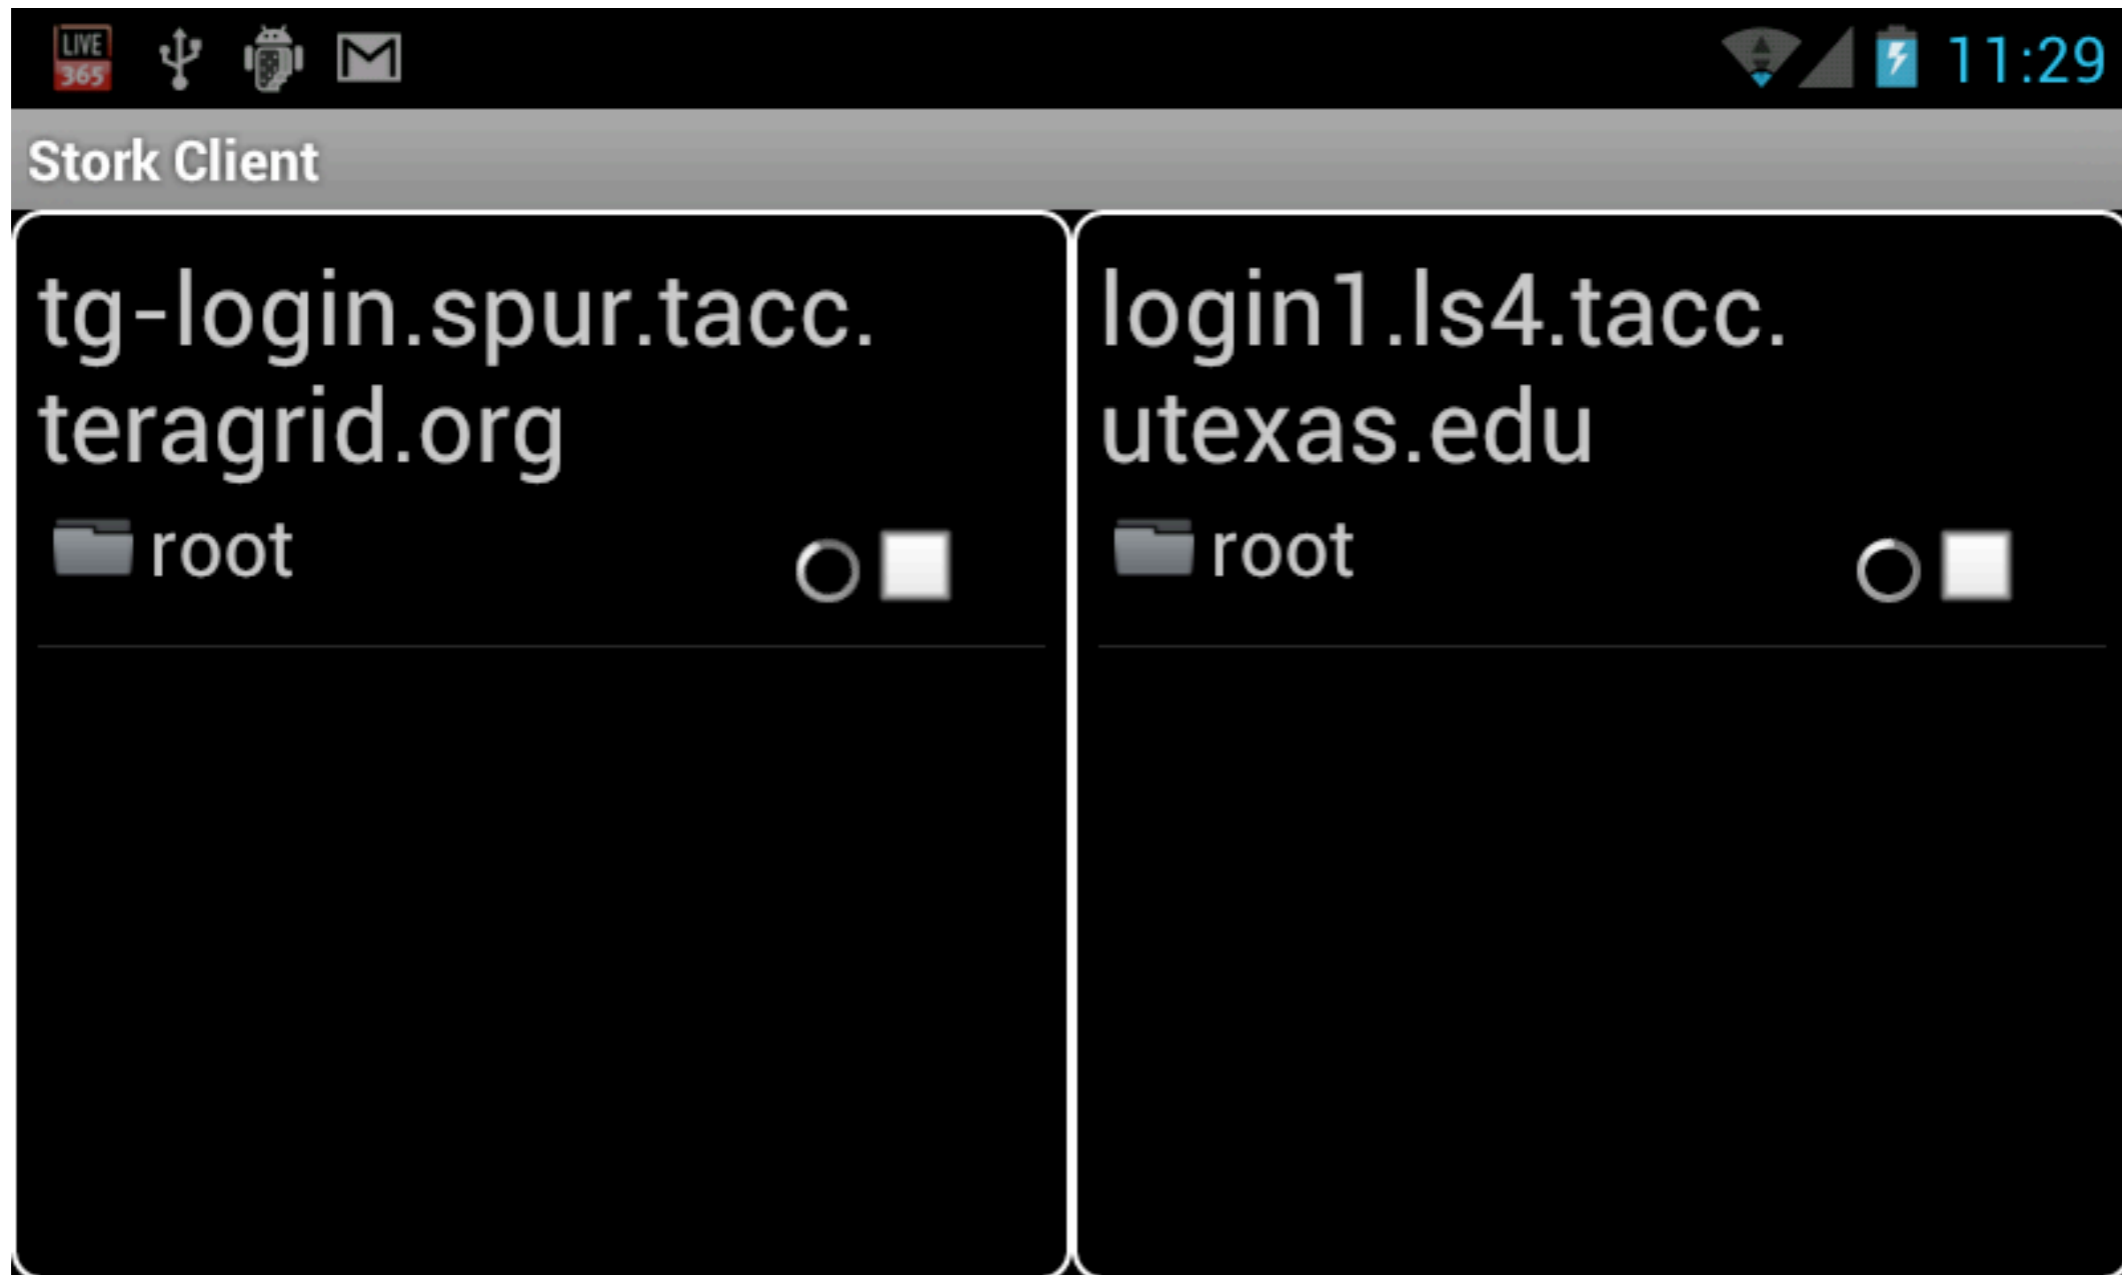 LIVE
365
11:29
Stork Client
tg-login.spur.tacc.
teragrid.org
root
login1.ls4.tacc.
utexas.edu
root